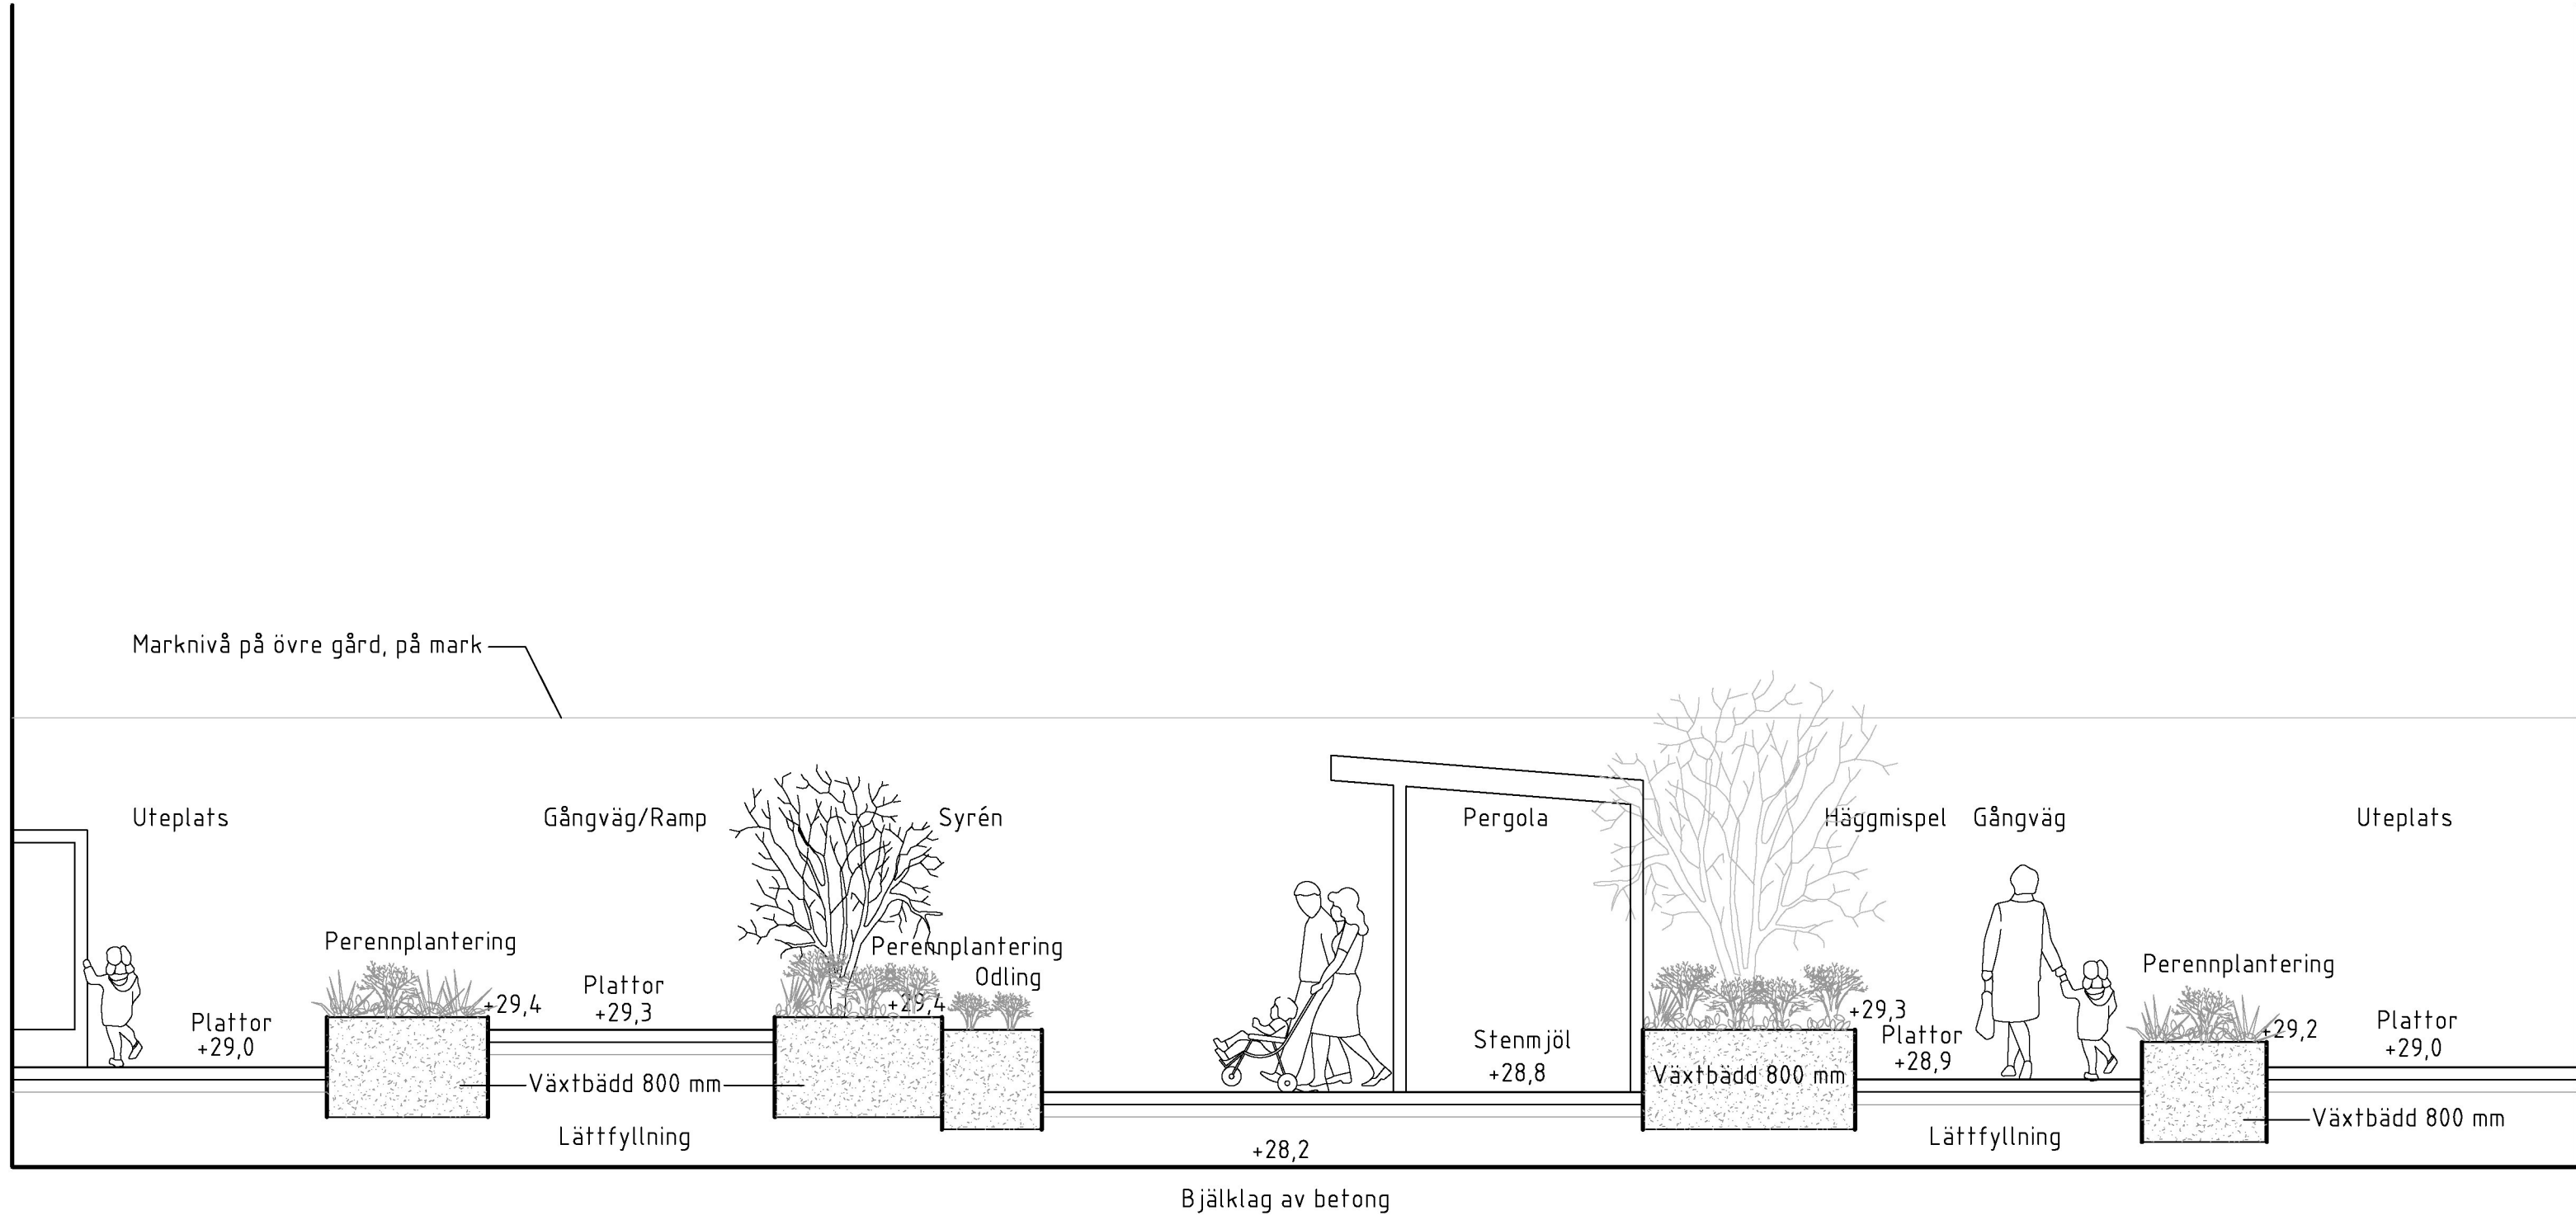 Marknivå på övre gård, på mark
Uteplats
Gångväg/Ramp
Syrén
Pergola
Häggmispel
Gångväg
Uteplats
Perennplantering
Perennplantering
Odling
Perennplantering
Plattor
+29,0
+29,4
Plattor
+29,3
+29,4
Stenmjöl
+28,8
+29,3
Plattor
+28,9
+29,2
Plattor
+29,0
Växtbädd 800 mm
Växtbädd 800 mm
Växtbädd 800 mm
Lättfyllning
Lättfyllning
+28,2
Bjälklag av betong